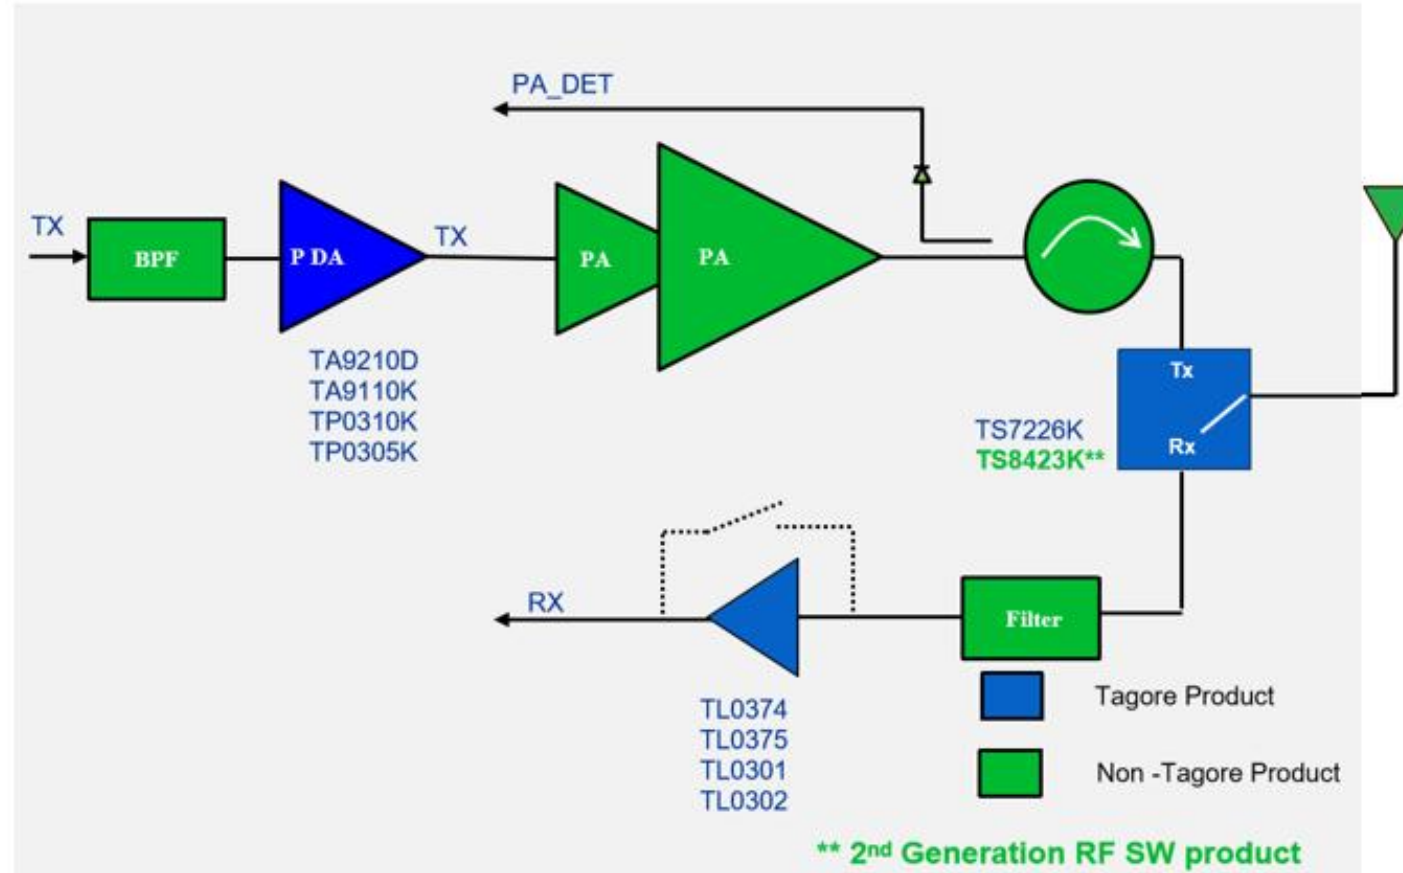 PA_DET
TX
BPF
P DA
TX
PA
PA
TA9210D
TA9110K
TP0310K
TP0305K
Tx
Rx
TS7226K
TS8423K**
RX
Filter
TL0374
TL0375
TL0301
TL0302
Tagore Product
Non -Tagore Product
** 2nd Generation RF SW product